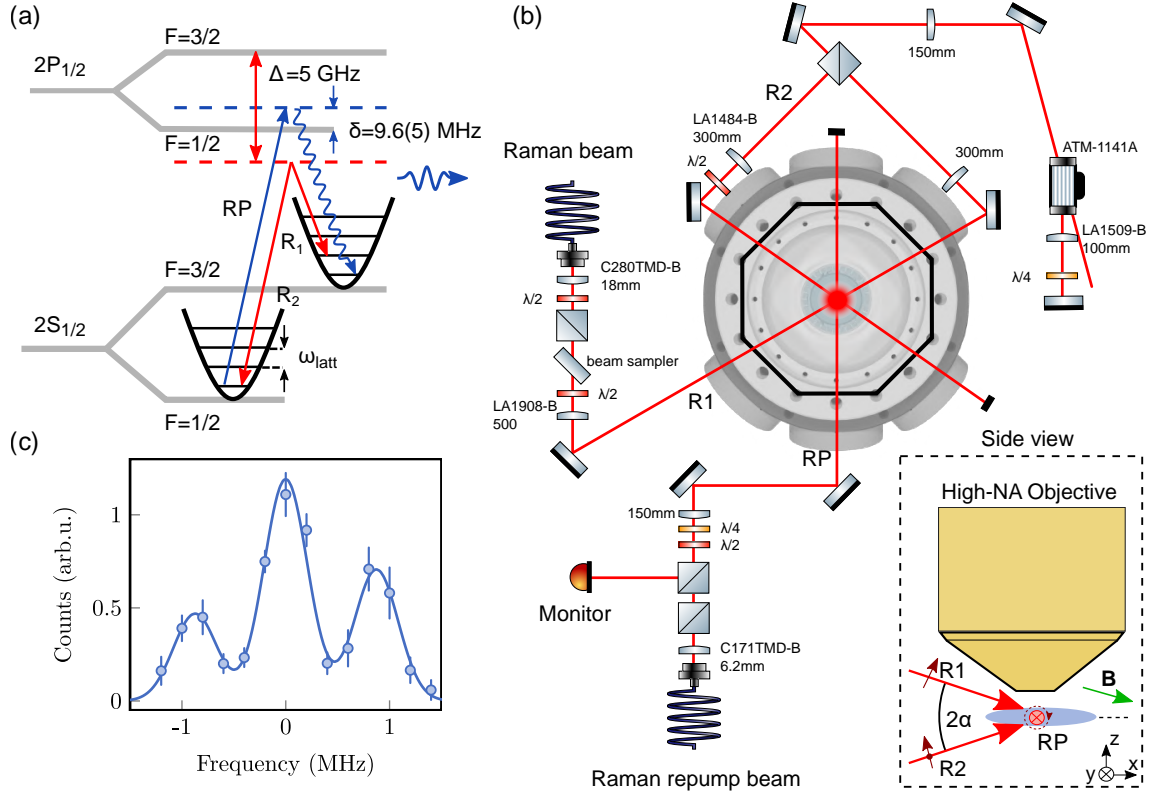 (a)
F=3/2
2P1/2
Δ=5 GHz
δ=9.6(5) MHz
F=1/2
RP
R1
R2
F=3/2
2S1/2
ωlatt
F=1/2
(b)
150mm
R2
LA1484-B
300mm
λ/2
300mm
ATM-1141A
LA1509-B
100mm
λ/4
Raman beam
C280TMD-B
18mm
λ/2
beam sampler
λ/2
LA1908-B
500
R1
RP
150mm
λ/4
λ/2
Monitor
C171TMD-B
6.2mm
Raman repump beam
Side view
High-NA Objective
R1
B
2α
RP
R2
z
y
x
(c)
Counts (arb.u.)
1
0.5
0
-1
0
1
Frequency (MHz)